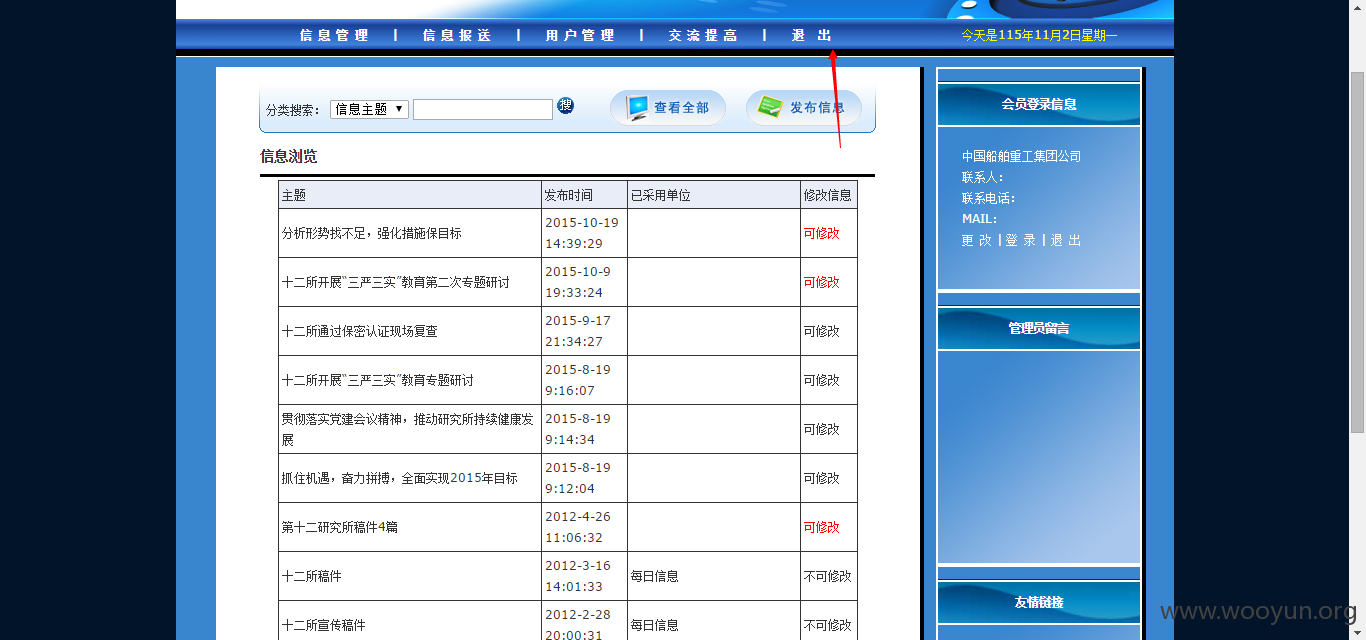 信息管理 | 信息报送 | 用户管理 | 交流提高 | 退 出
今天是115年11月2日星期一
分类搜索： 信息主题 搜 查看全部 发布信息
信息浏览
主题 发布时间 已采用单位 修改信息
分析形势找不足，强化措施保目标 2015-10-19 14:39:29 可修改
十二所开展“三严三实”教育第二次专题研讨 2015-10-9 19:33:24 可修改
十二所通过保密认证现场复查 2015-9-17 21:34:27 可修改
十二所开展“三严三实”教育专题研讨 2015-8-19 9:16:07 可修改
贯彻落实党建会议精神，推动研究所持续健康发
展 2015-8-19 9:14:34 可修改
抓住机遇，奋力拼搏，全面实现2015年目标 2015-8-19 9:12:04 可修改
第十二研究所稿件4篇 2012-4-26 11:06:32 可修改
十二所稿件 2012-3-16 14:01:33 每日信息 不可修改
十二所宣传稿件 2012-2-28 20:00:31 每日信息 不可修改
会员登录信息
中国船舶重工集团公司
联系人：
联系电话：
MAIL：
更 改 | 登 录 | 退 出
管理员留言
友情链接
www.wooyun.org